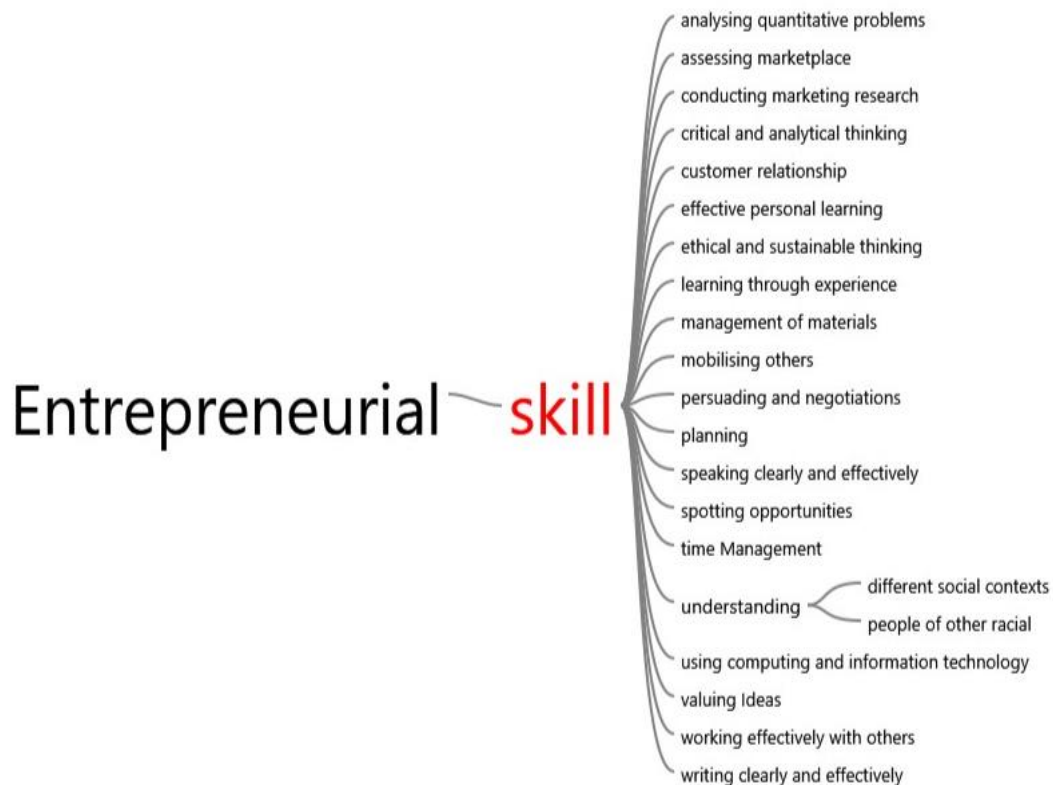 Entrepreneurial skill
analysing quantitative problems
assessing marketplace
conducting marketing research
critical and analytical thinking
customer relationship
effective personal learning
ethical and sustainable thinking
learning through experience
management of materials
mobilising others
persuading and negotiations
planning
speaking clearly and effectively
spotting opportunities
time Management
understanding
different social contexts
people of other racial
using computing and information technology
valuing Ideas
working effectively with others
writing clearly and effectively